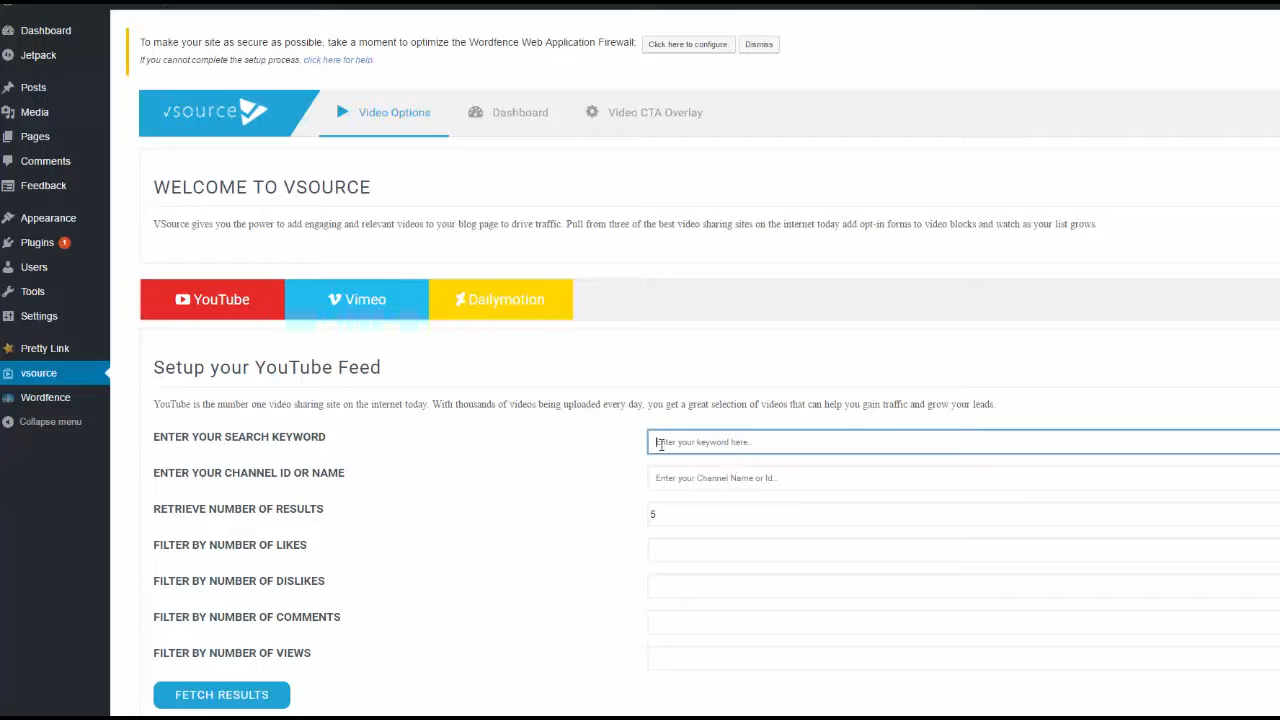 Dashboard
Jetpack
Posts
Media
Pages
Comments
Feedback
Appearance
Plugins 1
Users
Tools
Settings
Pretty Link
vsource
Wordfence
Collapse menu
To make your site as secure as possible, take a moment to optimize the Wordfence Web Application Firewall: Click here to configure. Dismiss
If you cannot complete the setup process, click here for help.
vsource Video Options Dashboard Video CTA Overlay
WELCOME TO VSOURCE
VSource gives you the power to add engaging and relevant videos to your blog page to drive traffic. Pull from three of the best video sharing sites on the internet today add opt-in forms to video blocks and watch as your list grows.
YouTube Vimeo Dailymotion
Setup your YouTube Feed
YouTube is the number one video sharing site on the internet today. With thousands of videos being uploaded every day, you get a great selection of videos that can help you gain traffic and grow your leads.
ENTER YOUR SEARCH KEYWORD Enter your keyword here..
ENTER YOUR CHANNEL ID OR NAME Enter your Channel Name or Id..
RETRIEVE NUMBER OF RESULTS 5
FILTER BY NUMBER OF LIKES
FILTER BY NUMBER OF DISLIKES
FILTER BY NUMBER OF COMMENTS
FILTER BY NUMBER OF VIEWS
FETCH RESULTS